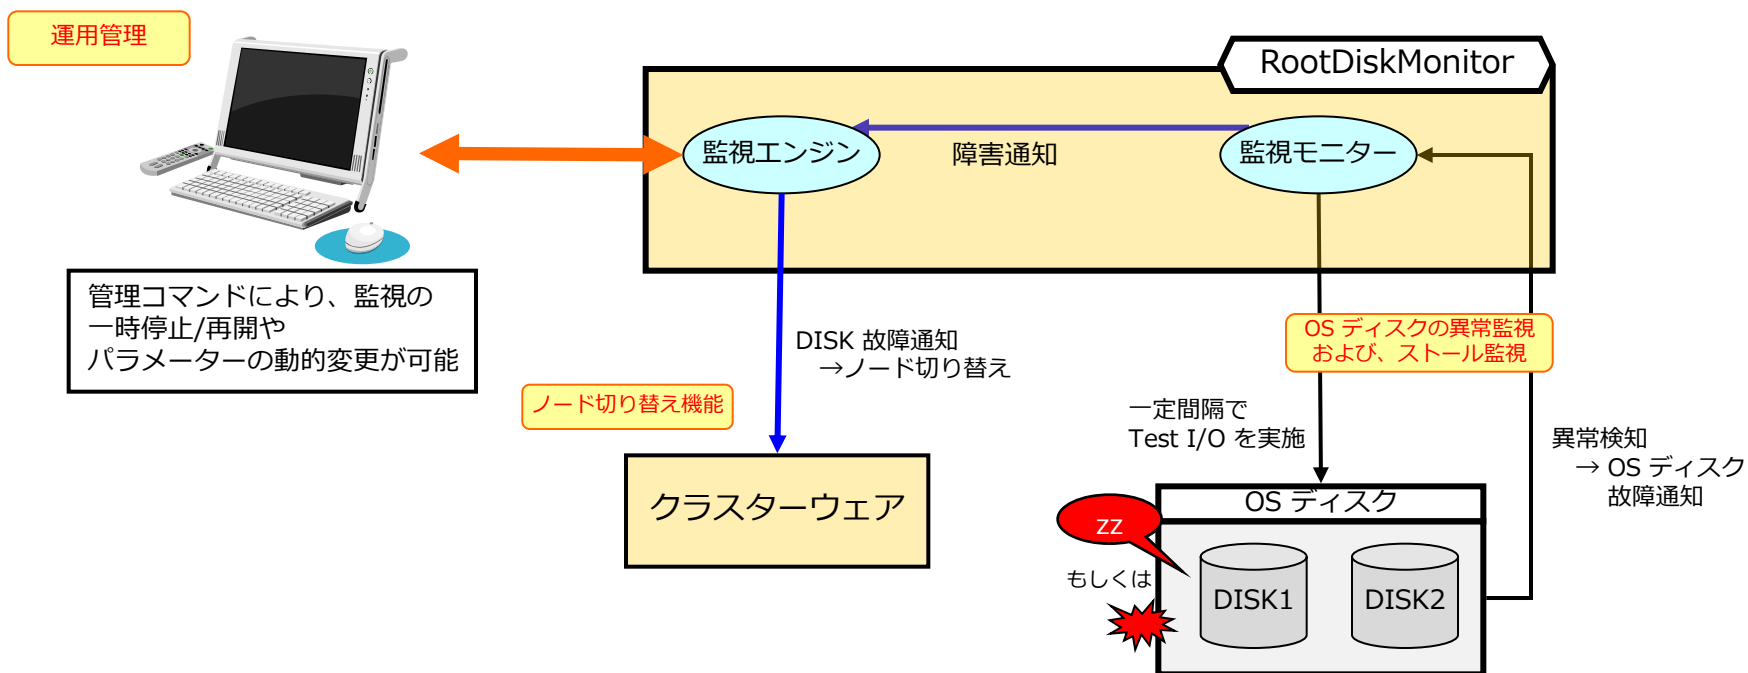 運用管理
RootDiskMonitor
監視エンジン
障害通知
監視モニター
管理コマンドにより、監視の
一時停止/再開や
パラメーターの動的変更が可能
DISK 故障通知
→ノード切り替え
ノード切り替え機能
OS ディスクの異常監視
および、ストール監視
一定間隔で
Test I/O を実施
異常検知
→ OS ディスク
故障通知
クラスターウェア
OS ディスク
zz
もしくは
DISK1
DISK2